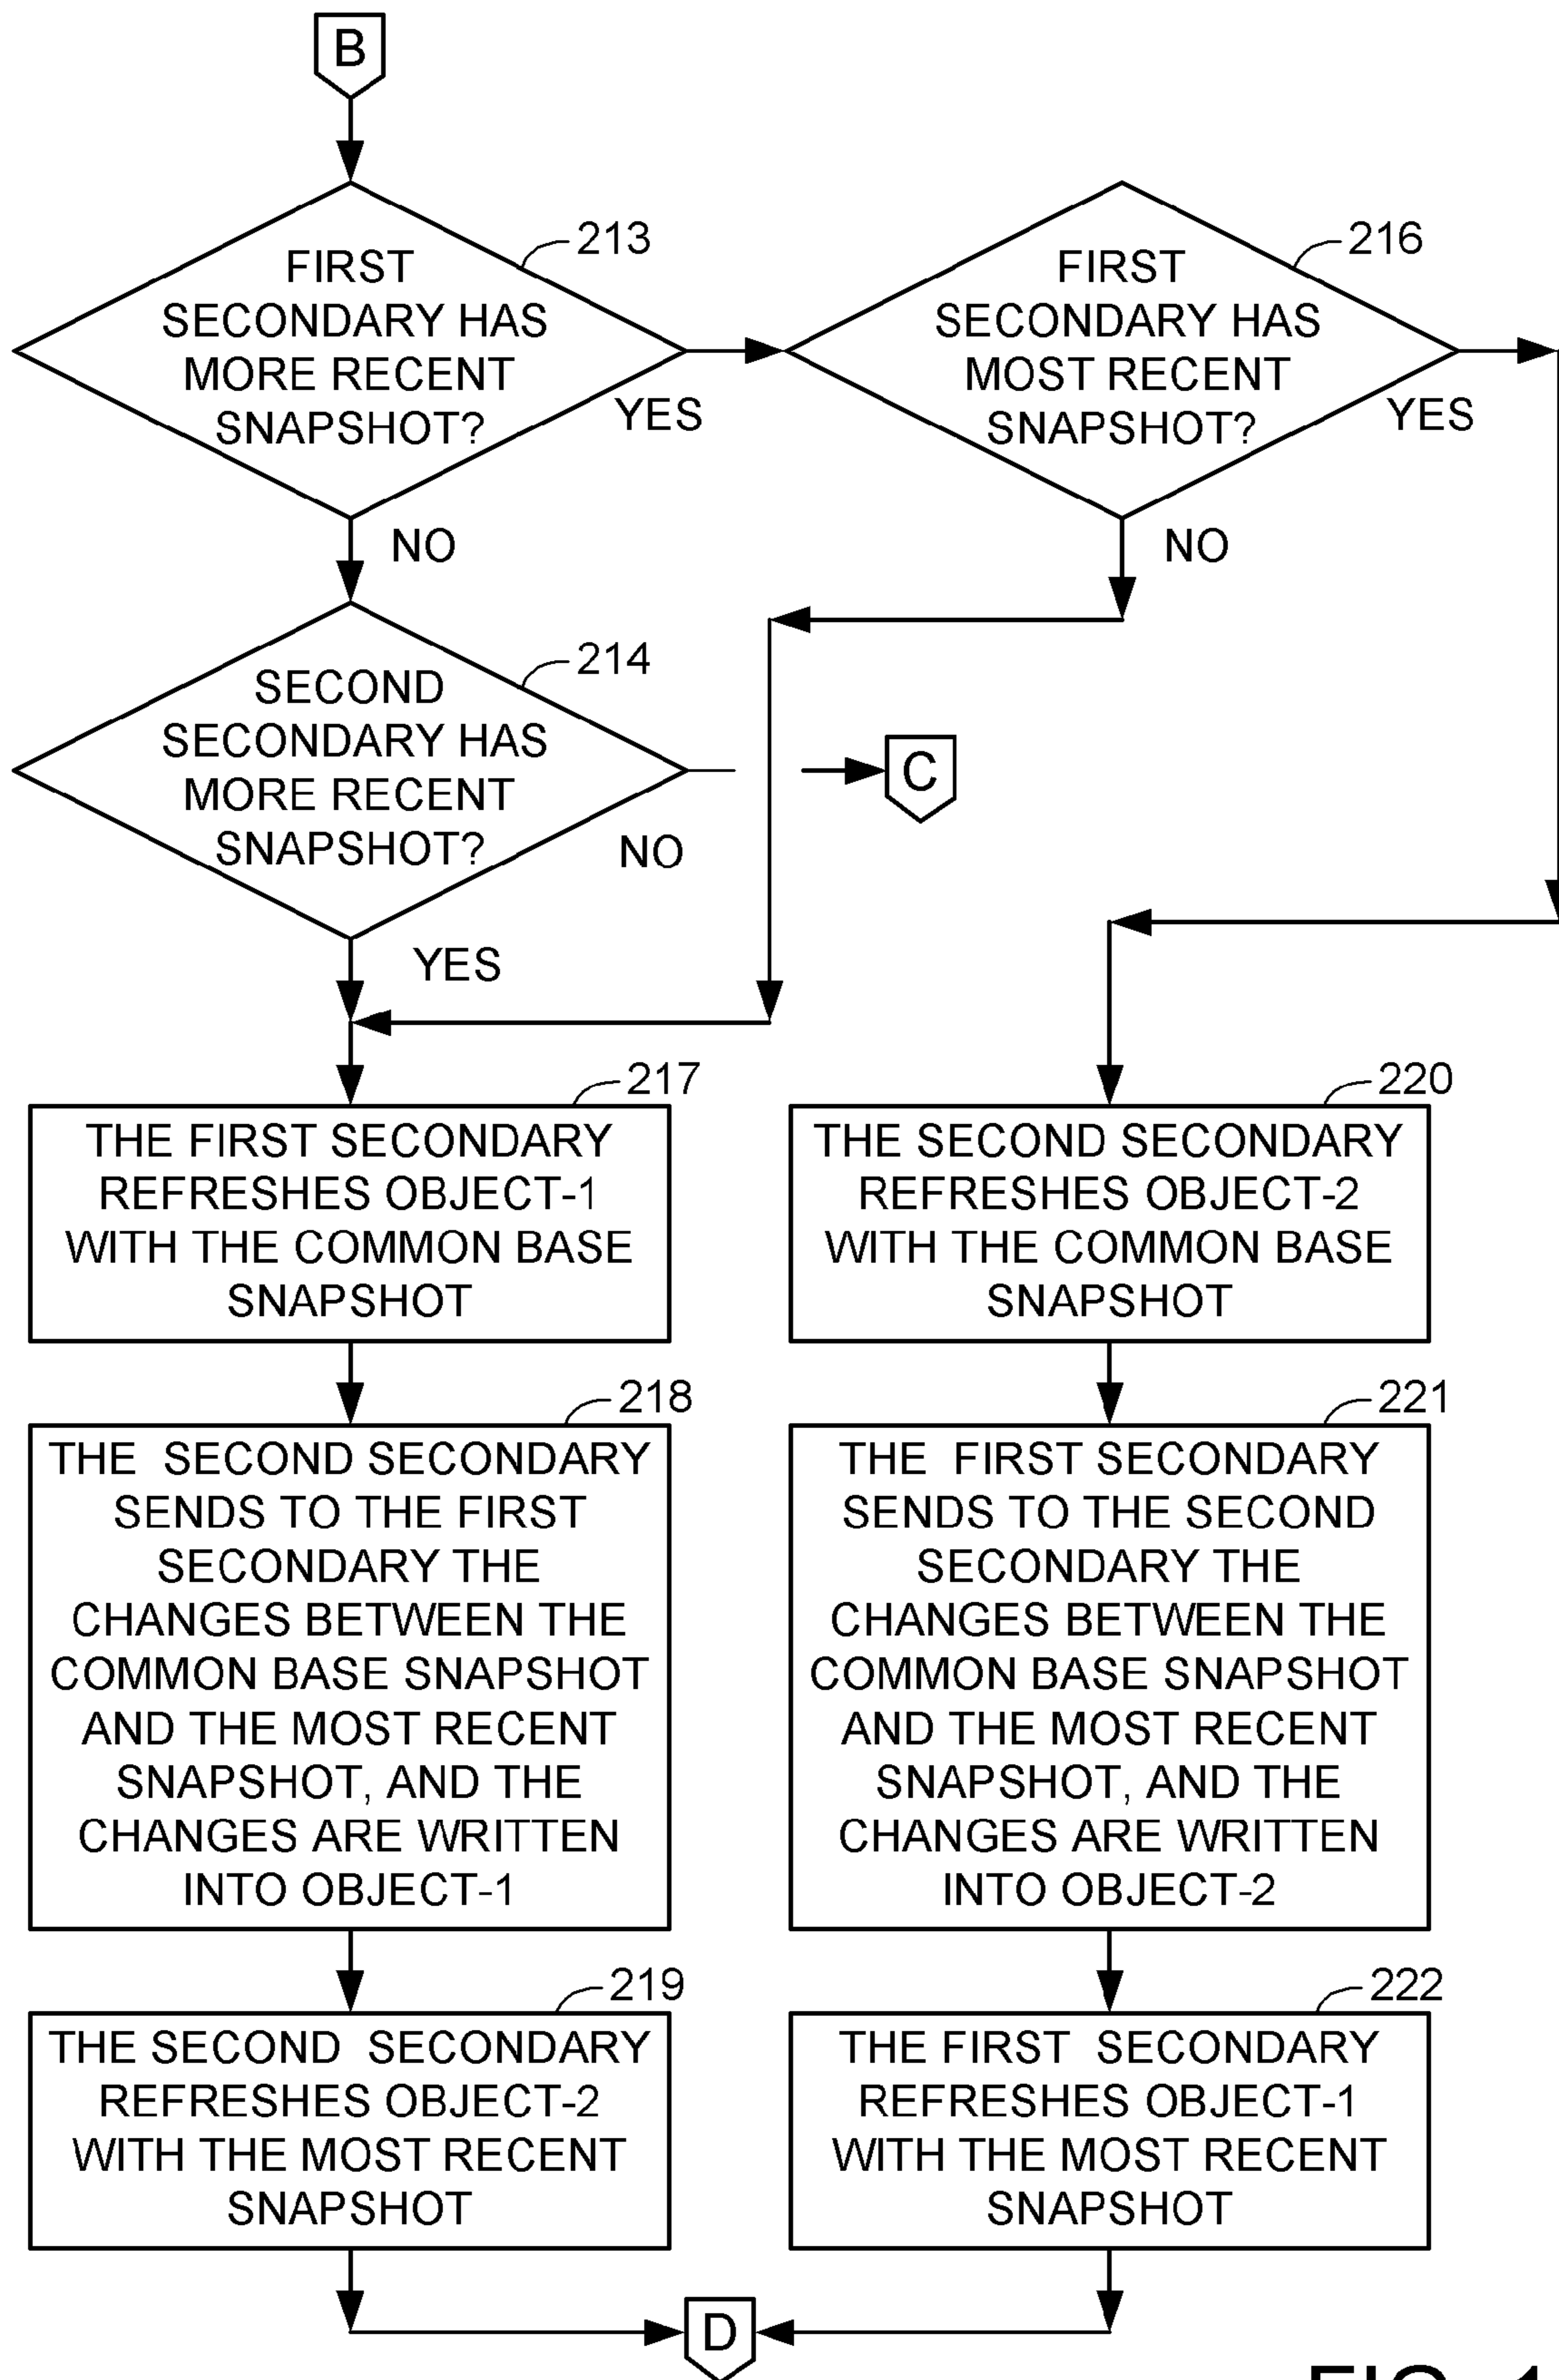 B
213
FIRST
SECONDARY HAS
MORE RECENT
SNAPSHOT?
YES
NO
216
FIRST
SECONDARY HAS
MOST RECENT
SNAPSHOT?
YES
NO
214
SECOND
SECONDARY HAS
MORE RECENT
SNAPSHOT?
NO
YES
C
217
THE FIRST SECONDARY
REFRESHES OBJECT-1
WITH THE COMMON BASE
SNAPSHOT
220
THE SECOND SECONDARY
REFRESHES OBJECT-2
WITH THE COMMON BASE
SNAPSHOT
218
THE SECOND SECONDARY
SENDS TO THE FIRST
SECONDARY THE
CHANGES BETWEEN THE
COMMON BASE SNAPSHOT
AND THE MOST RECENT
SNAPSHOT, AND THE
CHANGES ARE WRITTEN
INTO OBJECT-1
221
THE FIRST SECONDARY
SENDS TO THE SECOND
SECONDARY THE
CHANGES BETWEEN THE
COMMON BASE SNAPSHOT
AND THE MOST RECENT
SNAPSHOT, AND THE
CHANGES ARE WRITTEN
INTO OBJECT-2
219
THE SECOND SECONDARY
REFRESHES OBJECT-2
WITH THE MOST RECENT
SNAPSHOT
222
THE FIRST SECONDARY
REFRESHES OBJECT-1
WITH THE MOST RECENT
SNAPSHOT
D